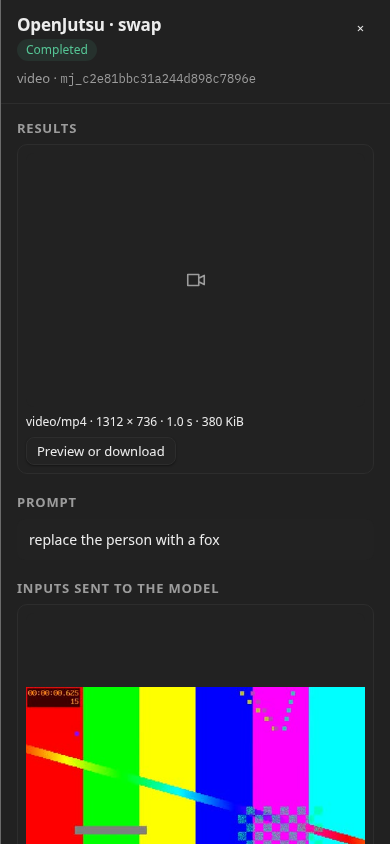 OpenJutsu · swap
×
Completed
video · mj_c2e81bbc31a244d898c7896e
RESULTS
video/mp4 · 1312 × 736 · 1.0 s · 380 KiB
Preview or download
PROMPT
replace the person with a fox
INPUTS SENT TO THE MODEL
00:00:00.625
15